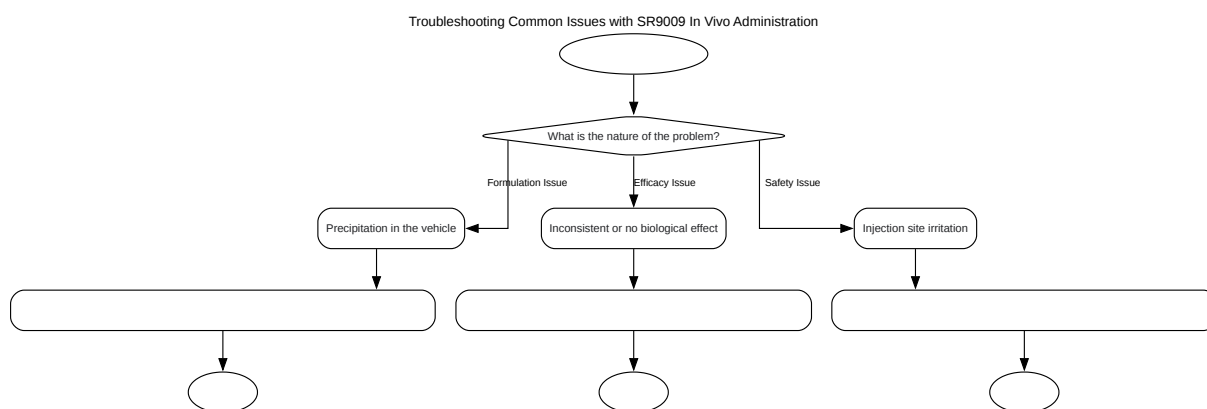 Troubleshooting Common Issues with SR9009 In Vivo Administration
What is the nature of the problem?
Formulation Issue
Efficacy Issue
Safety Issue
Precipitation in the vehicle
Inconsistent or no biological effect
Injection site irritation